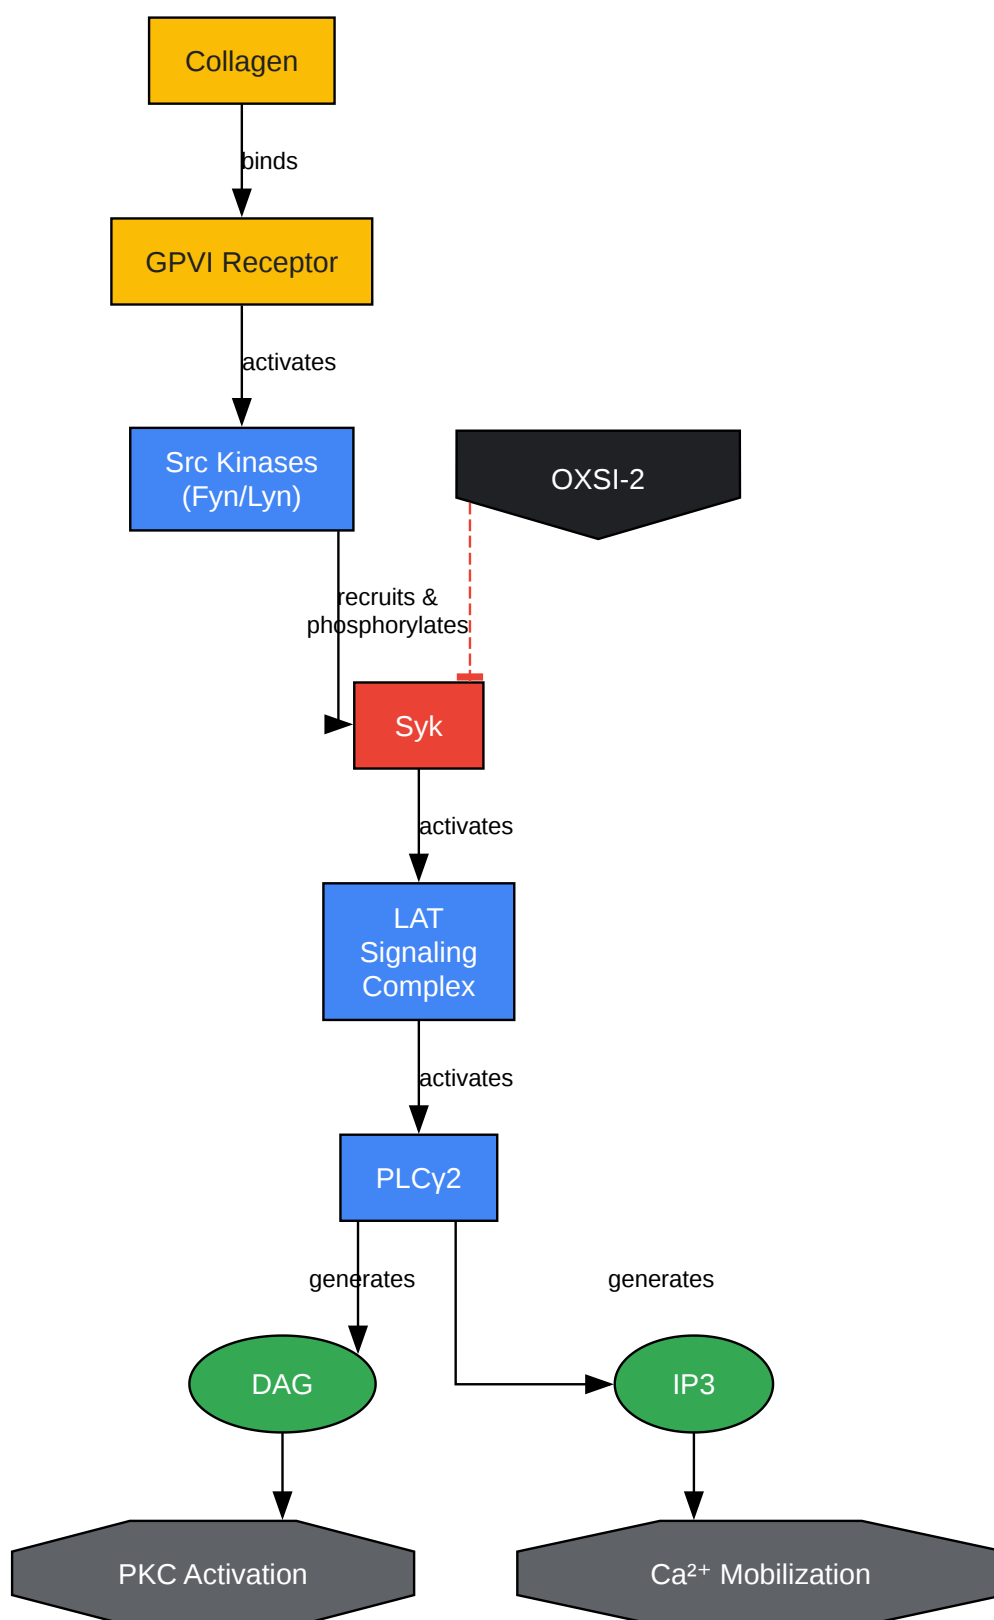 Collagen
binds
GPVI Receptor
activates
Src Kinases
(Fyn/Lyn)
OXSI-2
recruits &
phosphorylates
Syk
activates
LAT
Signaling
Complex
activates
PLCγ2
generates
generates
DAG
IP3
PKC Activation
Ca²⁺ Mobilization